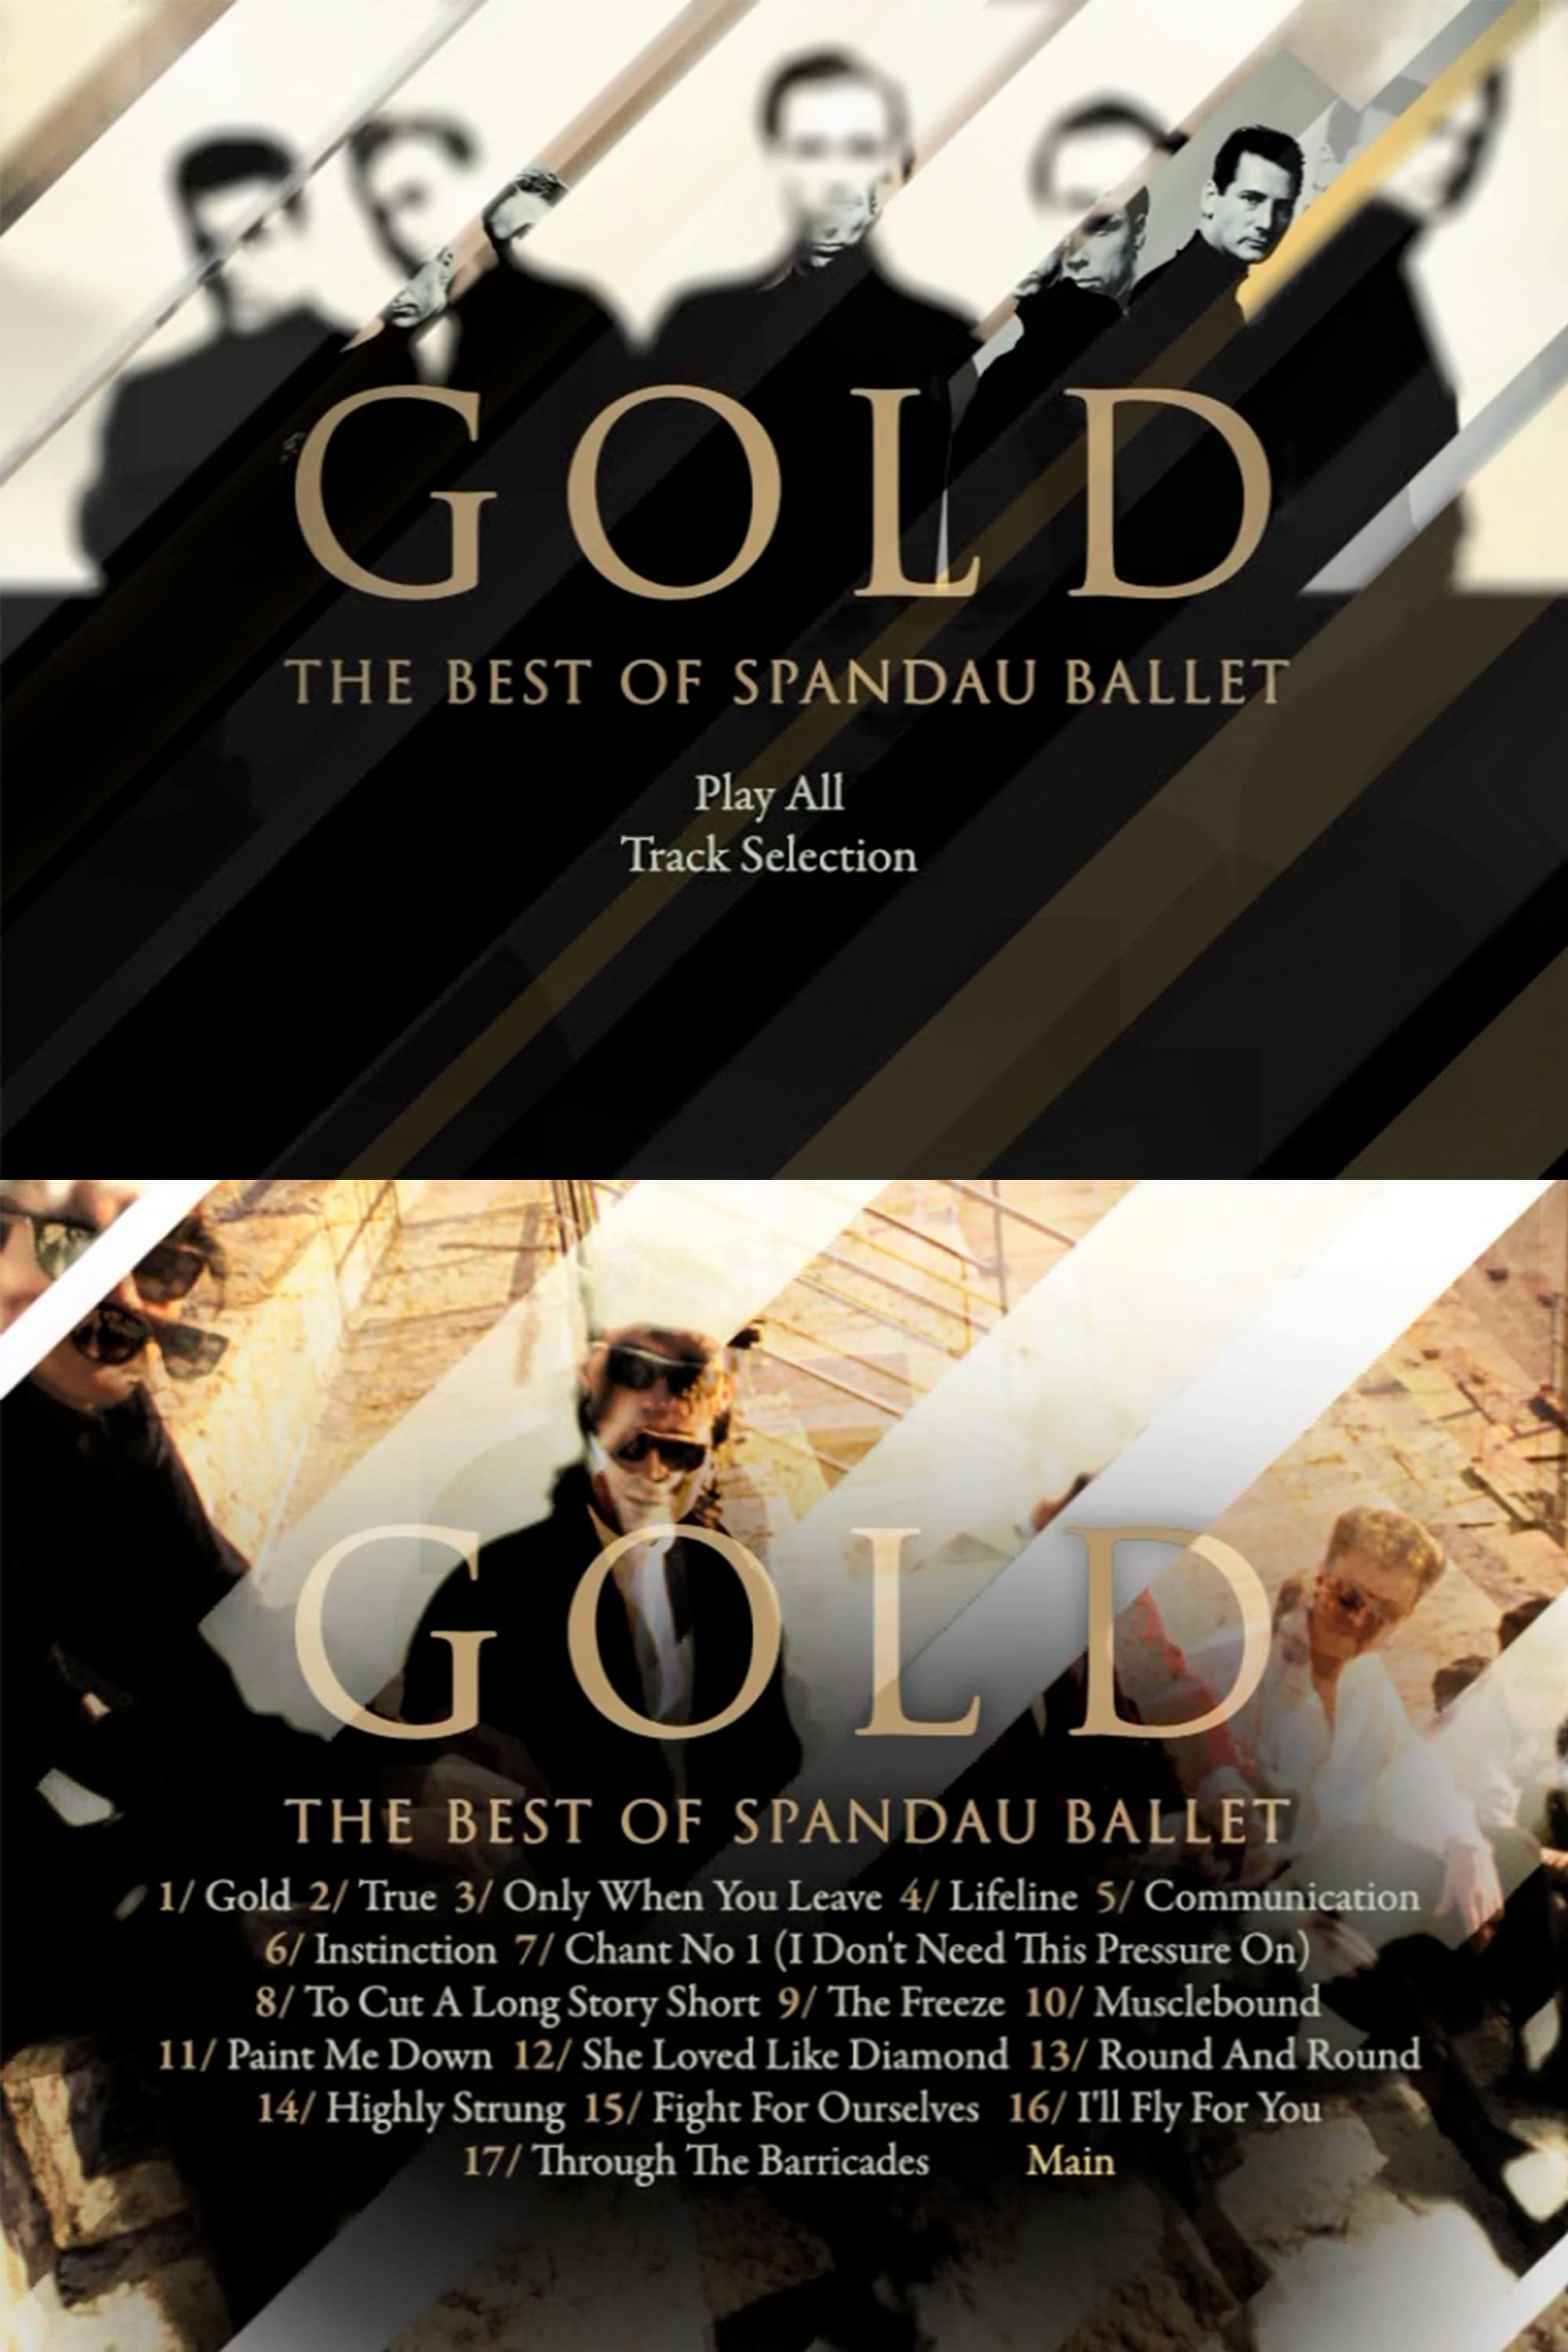 GOLD
THE BEST OF SPANDAU BALLET
Play All
Track Selection
GOLD
THE BEST OF SPANDAU BALLET
1/ Gold 2/ True 3/ Only When You Leave 4/ Lifeline 5/ Communication
6/ Instinction 7/ Chant No 1 (I Don't Need This Pressure On)
8/ To Cut A Long Story Short 9/ The Freeze 10/ Musclebound
11/ Paint Me Down 12/ She Loved Like Diamond 13/ Round And Round
14/ Highly Strung 15/ Fight For Ourselves 16/ I'll Fly For You
17/ Through The Barricades Main